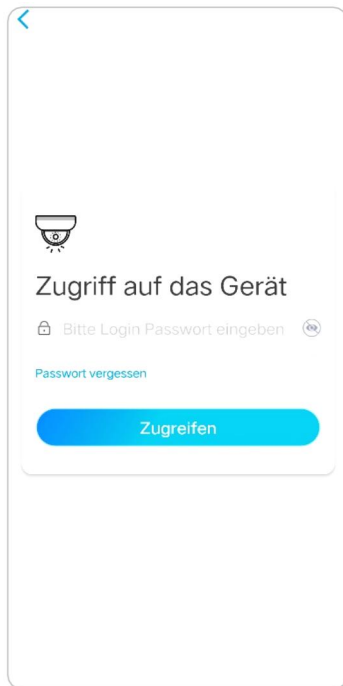 Zugriff auf das Gerät
Bitte Login Passwort eingeben
Passwort vergessen
Zugreifen